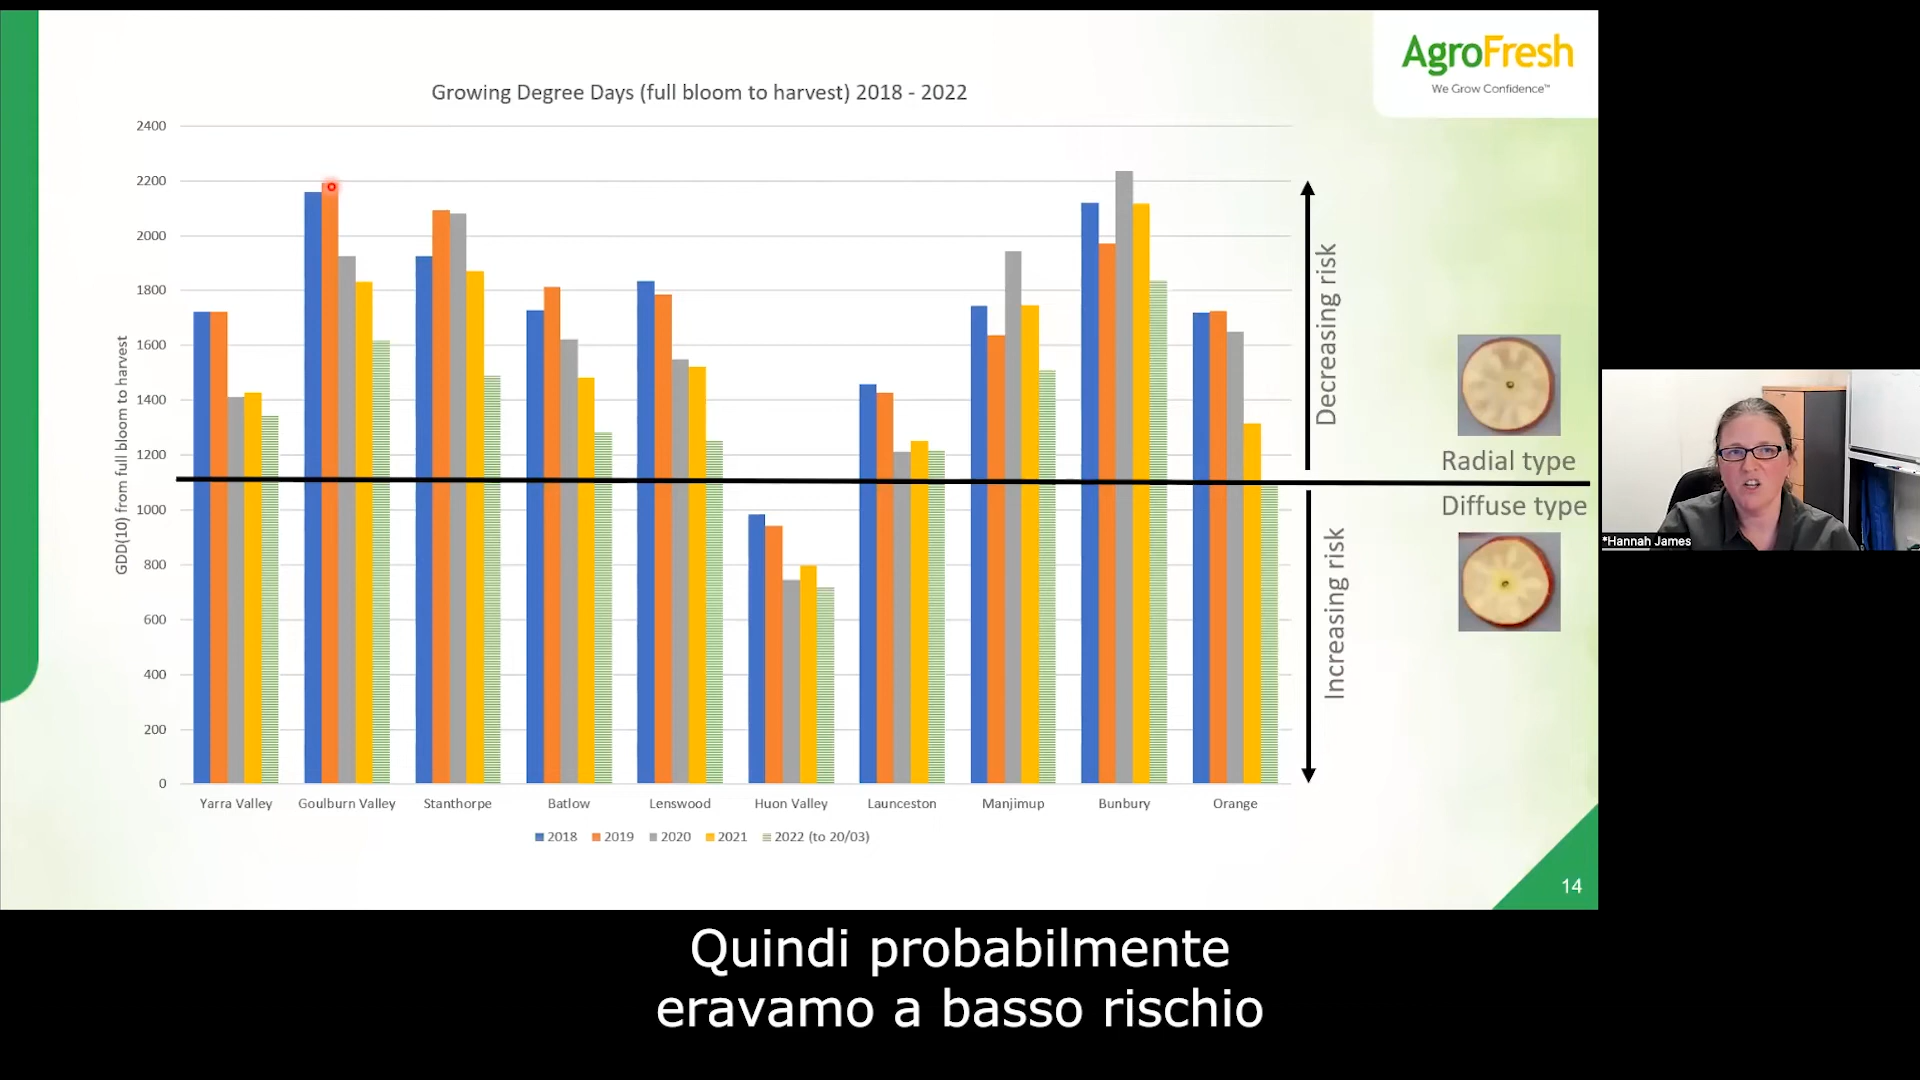 AgroFresh
We Grow Confidence™
Growing Degree Days (full bloom to harvest) 2018 - 2022
2400
2200
2000
1800
1600
1400
1200
1000
800
600
400
200
0
GDD(10) from full bloom to harvest
Decreasing risk
Increasing risk
Radial type
Diffuse type
*Hannah James
Yarra Valley Goulburn Valley Stanthorpe Batlow Lenswood Huon Valley Launceston Manjimup Bunbury Orange
2018 2019 2020 2021 2022 (to 20/03)
14
Quindi probabilmente
eravamo a basso rischio